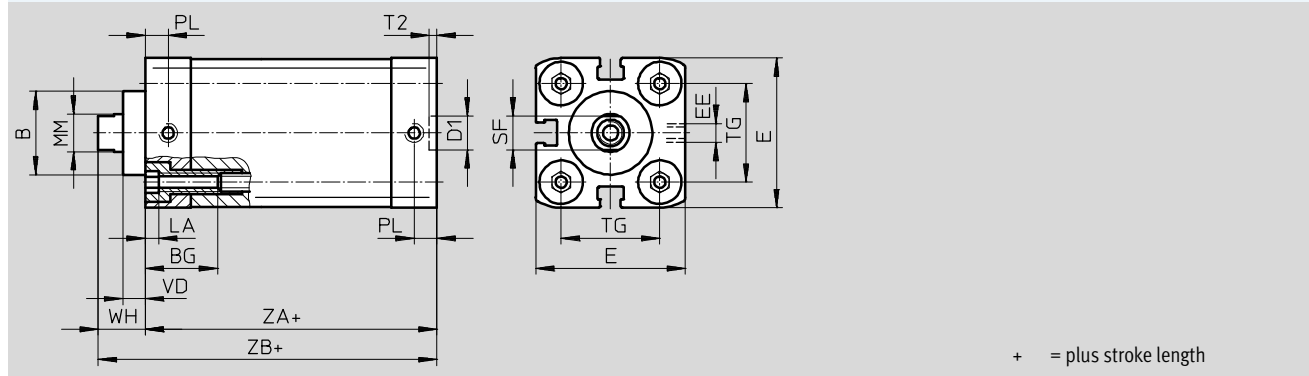 PL
T2
B
MM
D1
SF
EE
TG
E
LA
PL
BG
TG
VD
E
WH
ZA+
ZB+
+ = plus stroke length